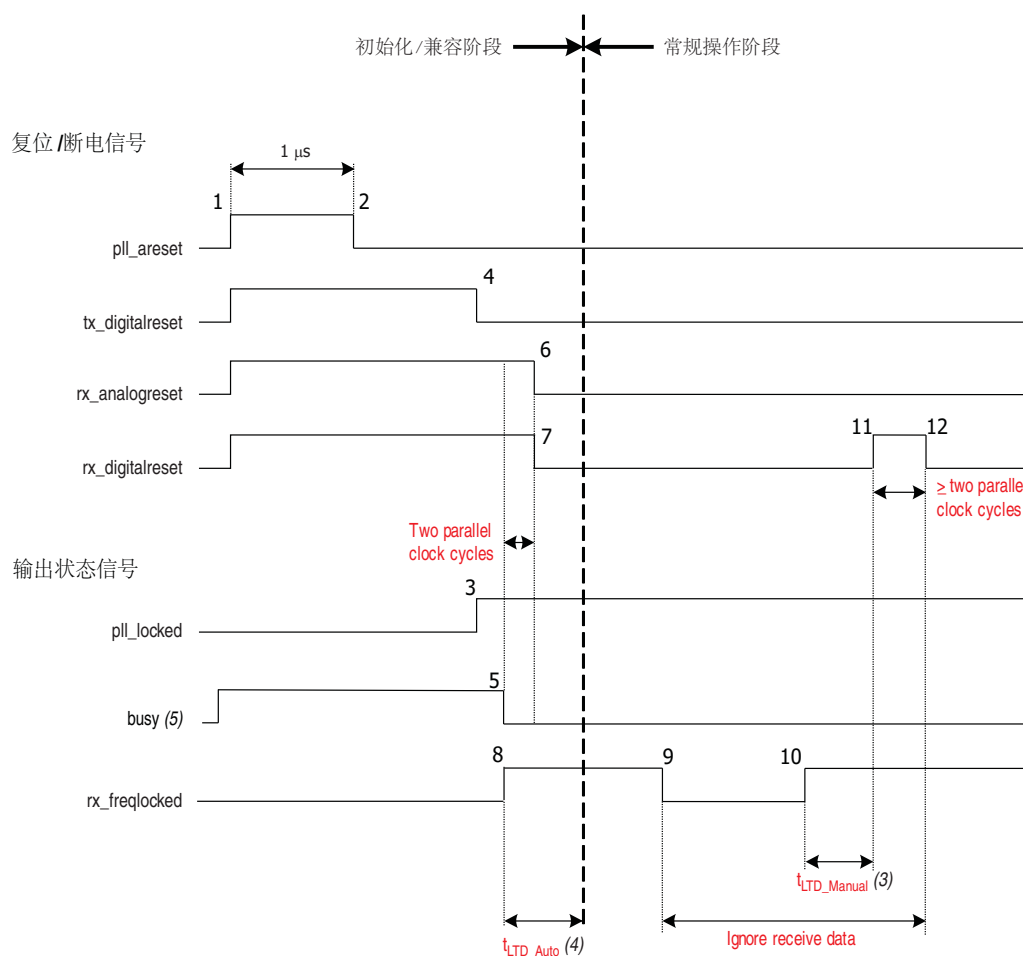 初始化/兼容阶段
常规操作阶段
复位/断电信号
1 μs
1
2
pll_areset
4
tx_digitalreset
6
rx_analogreset
7
11
12
rx_digitalreset
≥ two paralle
clock cycles
Two parallel
clock cycles
输出状态信号
3
pll_locked
5
busy (5)
8
9
10
rx_freqlocked
tLTD_Manual (3)
tLTD_Auto (4)
Ignore receive data